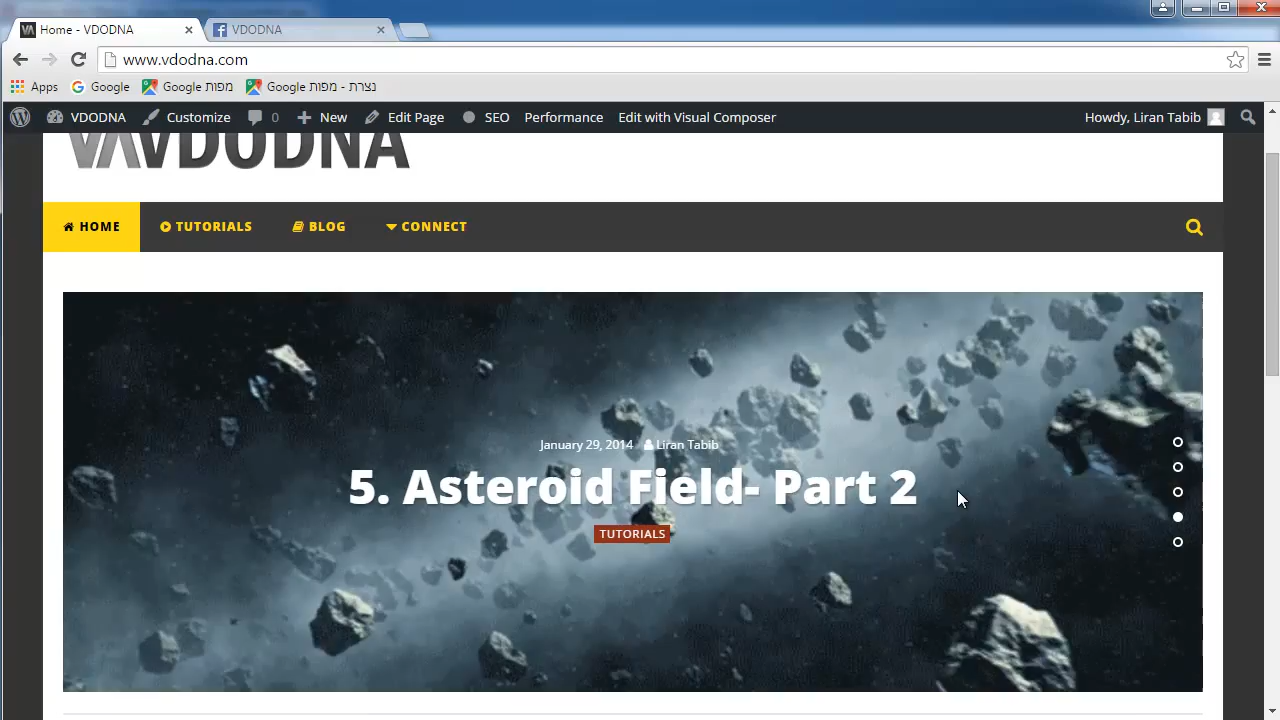 Home - VDODNA
VDODNA
www.vdodna.com
Apps Google Google מפות נצרת - מפות Google
VDODNA Customize 0 New Edit Page SEO Performance Edit with Visual Composer Howdy, Liran Tabib
VDODNA
HOME TUTORIALS BLOG CONNECT
January 29, 2014 Liran Tabib
5. Asteroid Field- Part 2
TUTORIALS